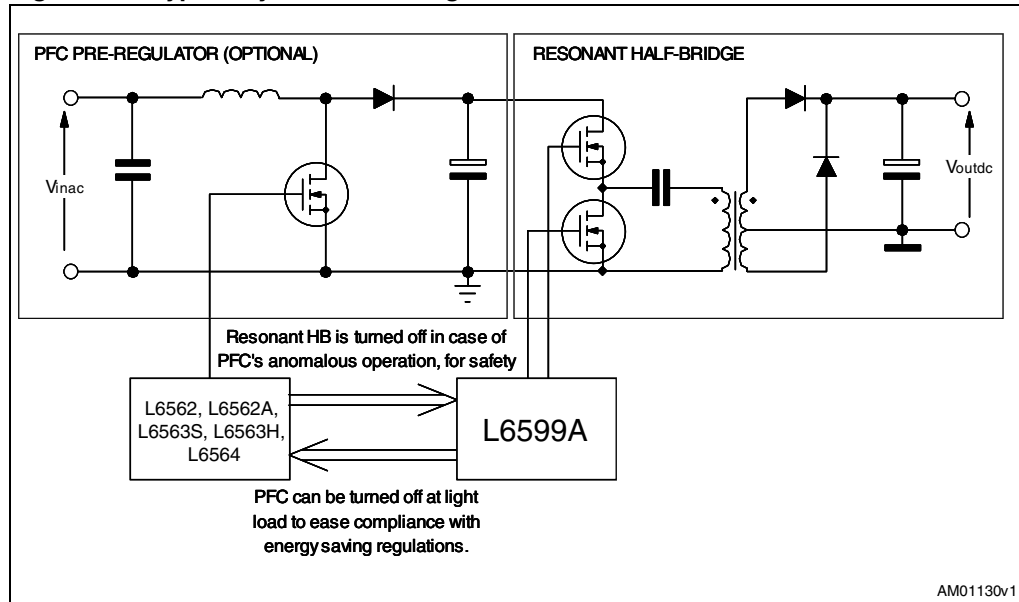 PFC PRE-REGULATOR (OPTIONAL)
RESONANT HALF-BRIDGE
Vinac
Voutdc
Resonant HB is turned off in case of
PFC's anomalous operation, for safety
L6562, L6562A,
L6563S, L6563H,
L6564
L6599A
PFC can be turned off at light
load to ease compliance with
energy saving regulations.
AM01130v1